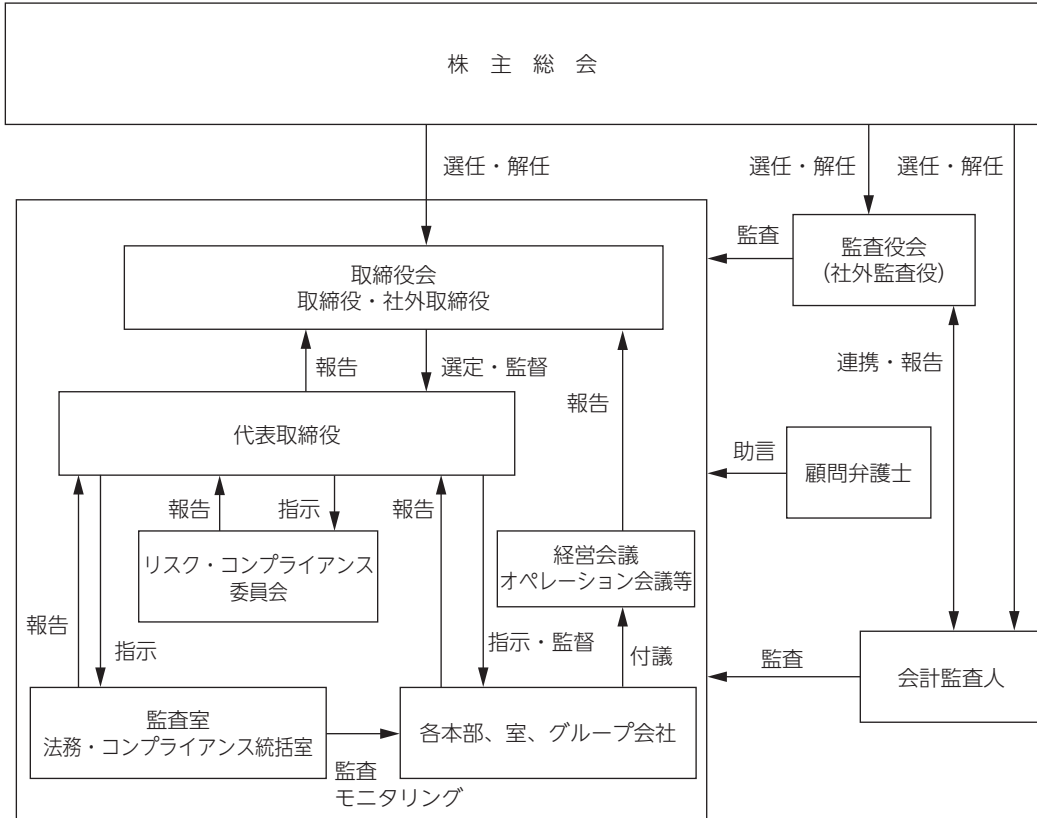 株主総会
選任・解任
選任・解任
選任・解任
監査
監査役会
(社外監査役)
取締役会
取締役・社外取締役
報告
選定・監督
報告
連携・報告
代表取締役
助言
顧問弁護士
報告
指示
報告
リスク・コンプライアンス
委員会
経営会議
オペレーション会議等
報告
指示
指示・監督
付議
監査
会計監査人
監査室
法務・コンプライアンス統括室
各本部、室、グループ会社
監査
モニタリング